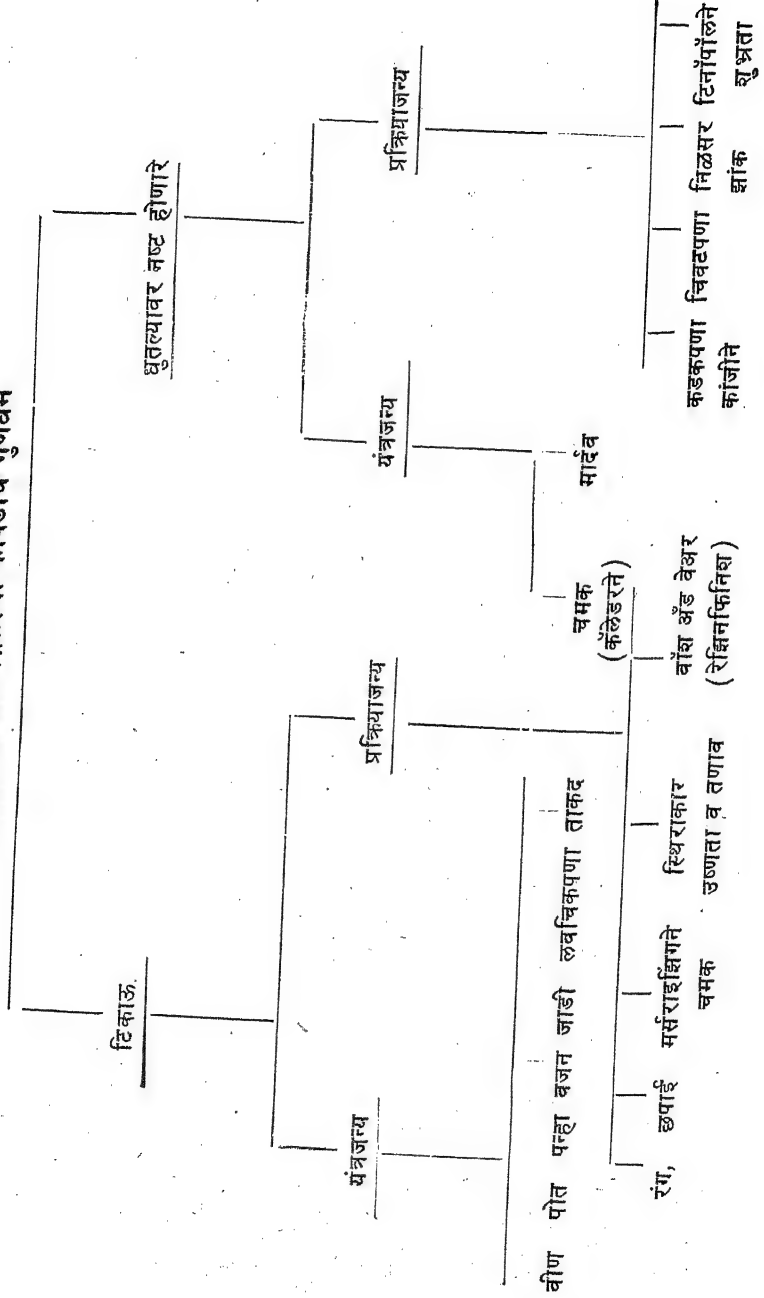 गुणधर्म
टिकाऊ.
धुतल्यावर नष्ट होणारे
यंत्रजन्य
प्रक्रियाजन्य
यंत्रजन्य
प्रक्रियाजन्य
वीण पोत पन्हा वजन जाडी लवचिकपणा ताकद
चमक
(कॅलेंडरने)
मार्दव
रंग, छपाई मर्सराइझिंगने स्थिराकार वॉश अँड वेअर
चमक उष्णता व तणाव (रेझिनफिनिश)
कडकपणा चिवटपणा निळसर टिनॉपॉलने
कांजीने झांक शुभ्रता